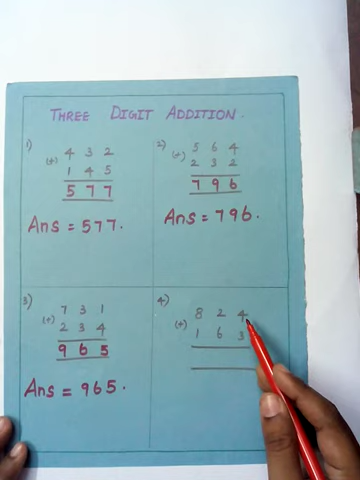 THREE DIGIT ADDITION.
1)
4 3 2
(+)
1 4 5
5 7 7
Ans = 577.
2)
5 6 4
(+)
2 3 2
7 9 6
Ans = 796.
3)
7 3 1
(+)
2 3 4
9 6 5
Ans = 965.
4)
8 2 4
(+)
1 6 3